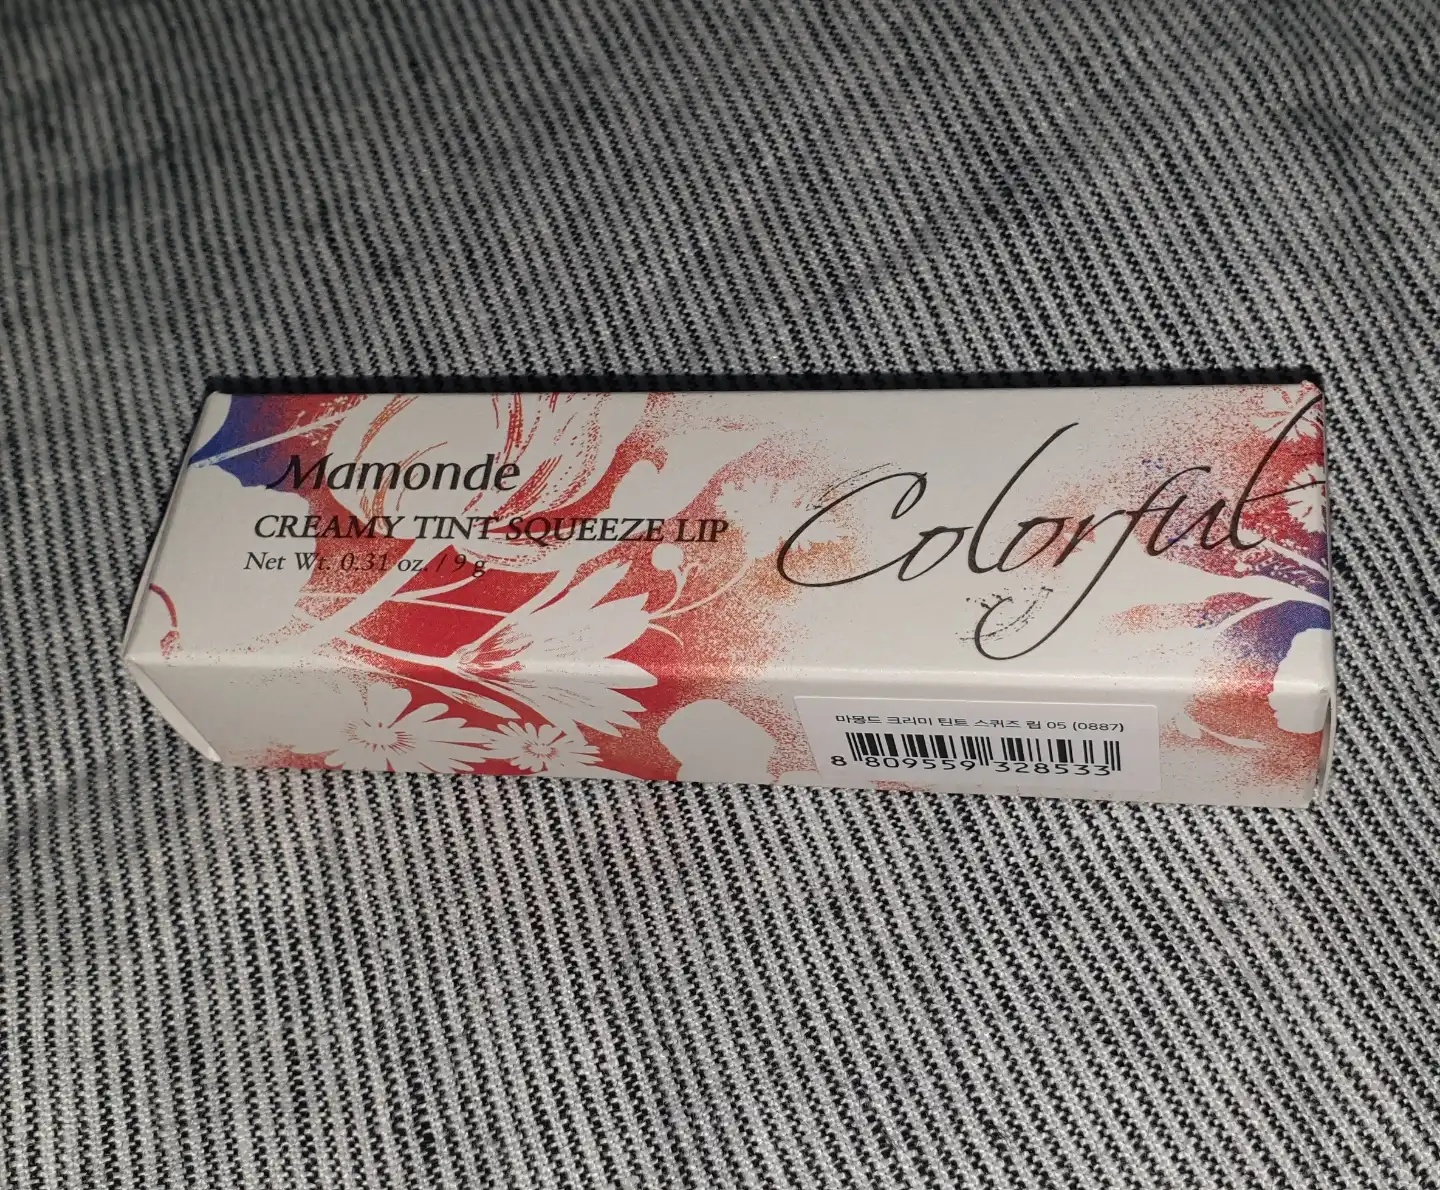 Mamonde
CREAMY TINT SQUEEZE LIP
Net Wt. 0.31 oz. / 9 g
Colorful
마몽드 크리미 틴트 스퀴즈 립 05 (0887)
8 809559 328533